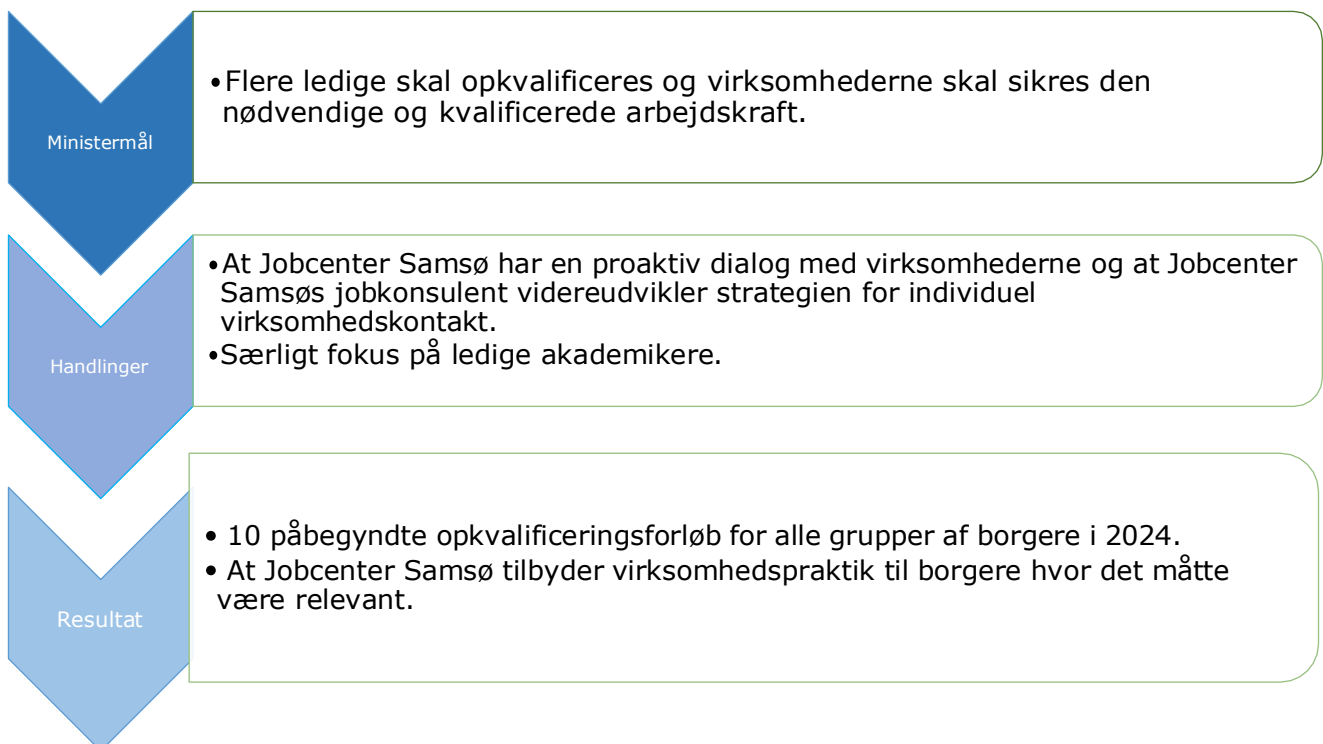 Ministermål
•Flere ledige skal opkvalificeres og virksomhederne skal sikres den
nødvendige og kvalificerede arbejdskraft.
Handlinger
•At Jobcenter Samsø har en proaktiv dialog med virksomhederne og at Jobcenter
Samsøs jobkonsulent videreudvikler strategien for individuel
virksomhedskontakt.
•Særligt fokus på ledige akademikere.
Resultat
• 10 påbegyndte opkvalificeringsforløb for alle grupper af borgere i 2024.
• At Jobcenter Samsø tilbyder virksomhedspraktik til borgere hvor det måtte
være relevant.